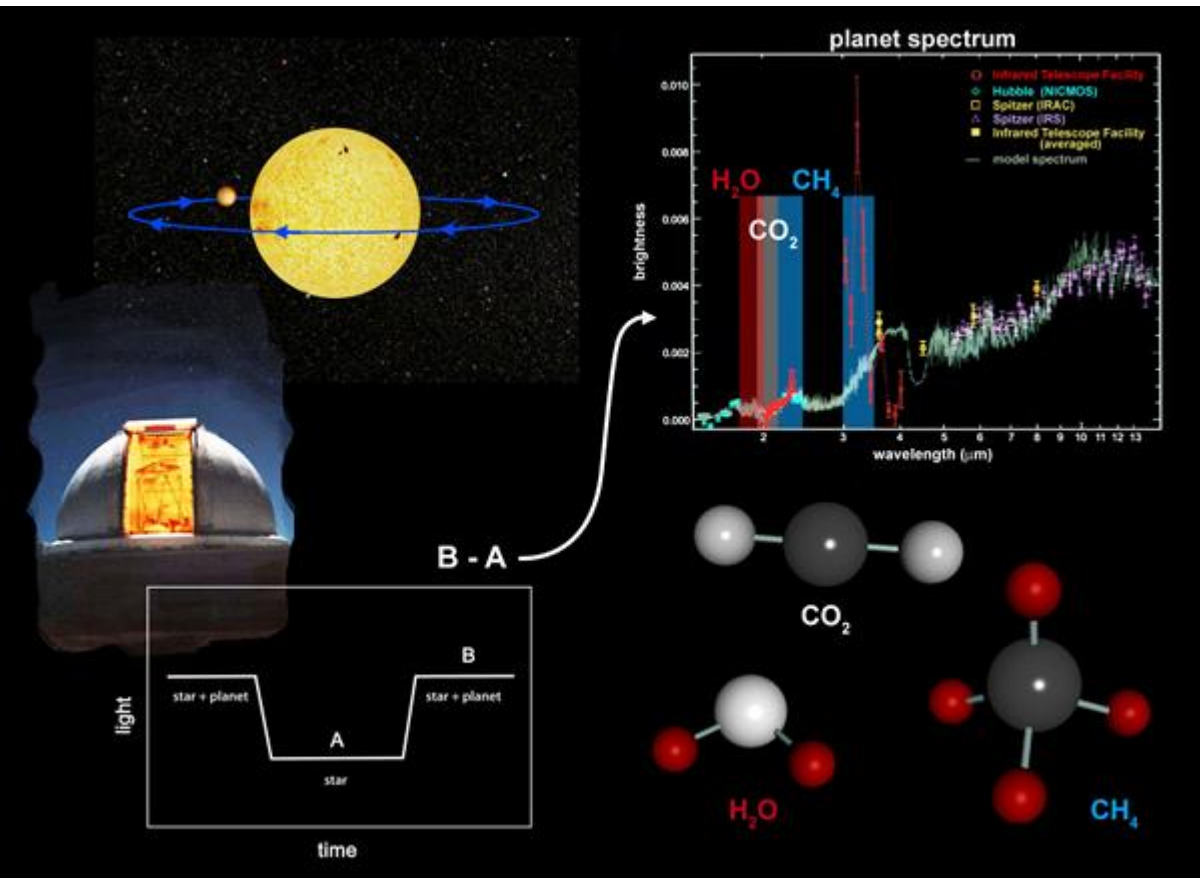 planet spectrum
Infrared Telescope Facility
Hubble (NICMOS)
Spitzer (IRAC)
Spitzer (IRS)
Infrared Telescope Facility
(averaged)
model spectrum
0.010
0.008
0.006
0.004
0.002
0.000
brightness
H₂O
CH₄
CO₂
2 3 4 5 6 7 8 9 10 11 12 13
wavelength (μm)
B - A
B
star + planet
star + planet
A
star
light
time
CO₂
H₂O
CH₄